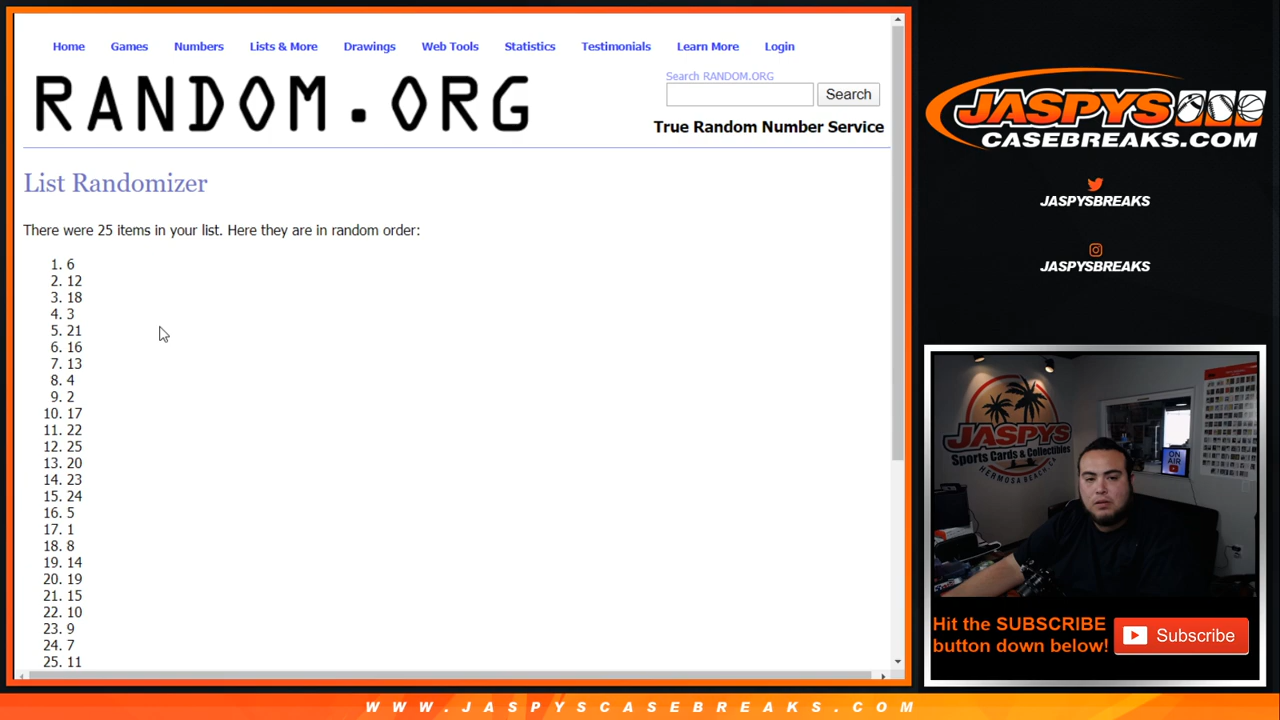 Home Games Numbers Lists & More Drawings Web Tools Statistics Testimonials Learn More Login
RANDOM.ORG
Search RANDOM.ORG
Search
True Random Number Service
List Randomizer
There were 25 items in your list. Here they are in random order:
1. 6
2. 12
3. 18
4. 3
5. 21
6. 16
7. 13
8. 4
9. 2
10. 17
11. 22
12. 25
13. 20
14. 23
15. 24
16. 5
17. 1
18. 8
19. 14
20. 19
21. 15
22. 10
23. 9
24. 7
25. 11
JASPYS
CASEBREAKS.COM
JASPYSBREAKS
JASPYSBREAKS
JASPYS
Sports Cards & Collectibles
HERMOSA BEACH, CA
ON
AIR
Hit the SUBSCRIBE
button down below!
Subscribe
WWW.JASPYSCASEBREAKS.COM